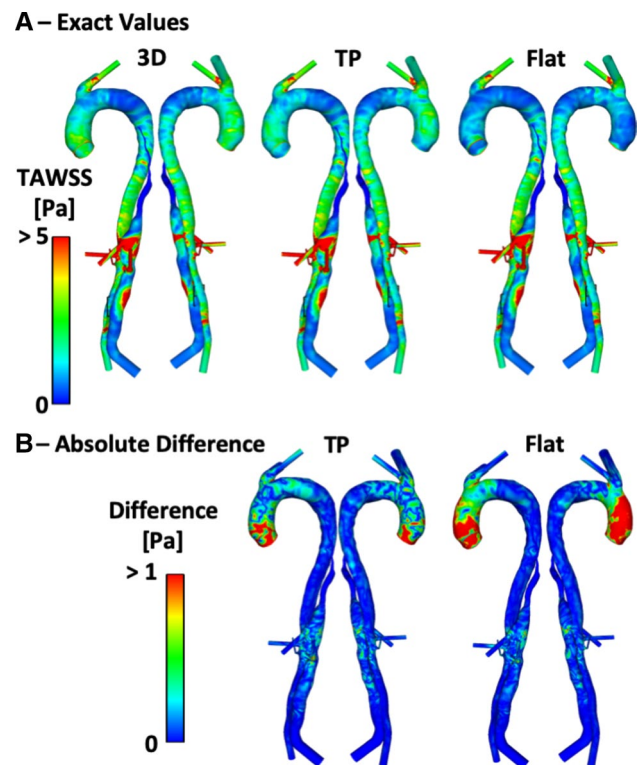 A – Exact Values
3D TP Flat
TAWSS
[Pa]
> 5
0
B – Absolute Difference TP Flat
Difference
[Pa]
> 1
0